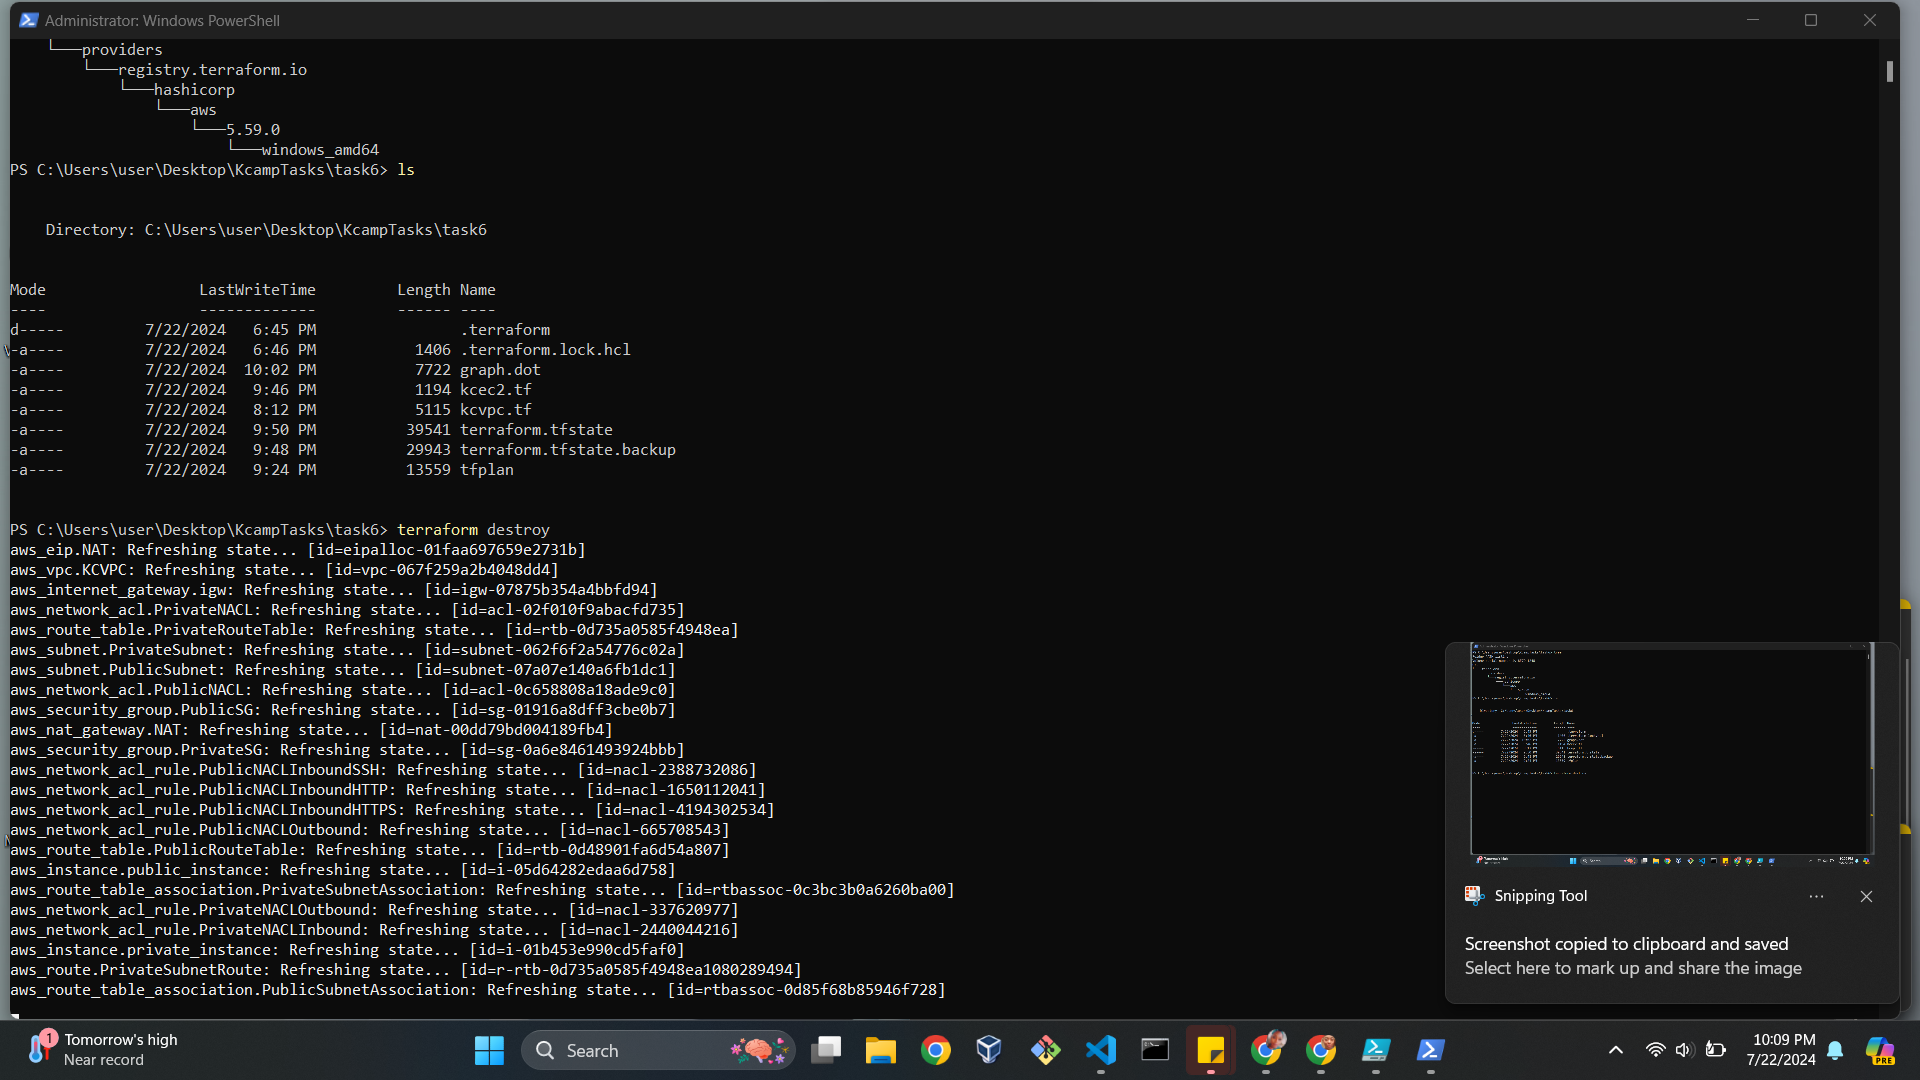 Administrator: Windows PowerShell
└───providers
└───registry.terraform.io
└───hashicorp
└───aws
└───5.59.0
└───windows_amd64
PS C:\Users\user\Desktop\KcampTasks\task6> ls
Directory: C:\Users\user\Desktop\KcampTasks\task6
Mode LastWriteTime Length Name
---- ------------- ------ ----
d----- 7/22/2024 6:45 PM .terraform
-a---- 7/22/2024 6:46 PM 1406 .terraform.lock.hcl
-a---- 7/22/2024 10:02 PM 7722 graph.dot
-a---- 7/22/2024 9:46 PM 1194 kcec2.tf
-a---- 7/22/2024 8:12 PM 5115 kcvpc.tf
-a---- 7/22/2024 9:50 PM 39541 terraform.tfstate
-a---- 7/22/2024 9:48 PM 29943 terraform.tfstate.backup
-a---- 7/22/2024 9:24 PM 13559 tfplan
PS C:\Users\user\Desktop\KcampTasks\task6> terraform destroy
aws_eip.NAT: Refreshing state... [id=eipalloc-01faa697659e2731b]
aws_vpc.KCVPC: Refreshing state... [id=vpc-067f259a2b4048dd4]
aws_internet_gateway.igw: Refreshing state... [id=igw-07875b354a4bbfd94]
aws_network_acl.PrivateNACL: Refreshing state... [id=acl-02f010f9abacfd735]
aws_route_table.PrivateRouteTable: Refreshing state... [id=rtb-0d735a0585f4948ea]
aws_subnet.PrivateSubnet: Refreshing state... [id=subnet-062f6f2a54776c02a]
aws_subnet.PublicSubnet: Refreshing state... [id=subnet-07a07e140a6fb1dc1]
aws_network_acl.PublicNACL: Refreshing state... [id=acl-0c658808a18ade9c0]
aws_security_group.PublicSG: Refreshing state... [id=sg-01916a8dff3cbe0b7]
aws_nat_gateway.NAT: Refreshing state... [id=nat-00dd79bd004189fb4]
aws_security_group.PrivateSG: Refreshing state... [id=sg-0a6e8461493924bbb]
aws_network_acl_rule.PublicNACLInboundSSH: Refreshing state... [id=nacl-2388732086]
aws_network_acl_rule.PublicNACLInboundHTTP: Refreshing state... [id=nacl-1650112041]
aws_network_acl_rule.PublicNACLInboundHTTPS: Refreshing state... [id=nacl-4194302534]
aws_network_acl_rule.PublicNACLOutbound: Refreshing state... [id=nacl-665708543]
aws_route_table.PublicRouteTable: Refreshing state... [id=rtb-0d48901fa6d54a807]
aws_instance.public_instance: Refreshing state... [id=i-05d64282edaa6d758]
aws_route_table_association.PrivateSubnetAssociation: Refreshing state... [id=rtbassoc-0c3bc3b0a6260ba00]
aws_network_acl_rule.PrivateNACLOutbound: Refreshing state... [id=nacl-337620977]
aws_network_acl_rule.PrivateNACLInbound: Refreshing state... [id=nacl-2440044216]
aws_instance.private_instance: Refreshing state... [id=i-01b453e990cd5faf0]
aws_route.PrivateSubnetRoute: Refreshing state... [id=r-rtb-0d735a0585f4948ea1080289494]
aws_route_table_association.PublicSubnetAssociation: Refreshing state... [id=rtbassoc-0d85f68b85946f728]
Snipping Tool
Screenshot copied to clipboard and saved
Select here to mark up and share the image
1
Tomorrow's high
Near record
Search
10:09 PM
7/22/2024
PRE